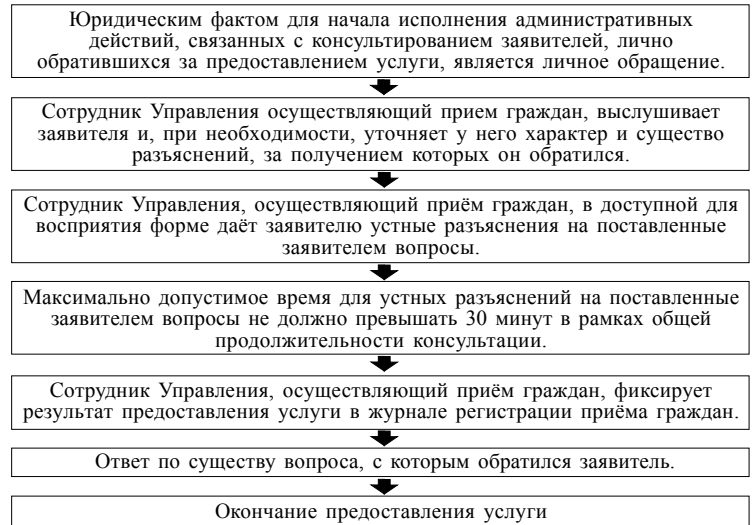 Юридическим фактом для начала исполнения административных
действий, связанных с консультированием заявителей, лично
обратившихся за предоставлением услуги, является личное обращение.
Сотрудник Управления осуществляющий прием граждан, выслушивает
заявителя и, при необходимости, уточняет у него характер и существо
разъяснений, за получением которых он обратился.
Сотрудник Управления, осуществляющий приём граждан, в доступной для
восприятия форме даёт заявителю устные разъяснения на поставленные
заявителем вопросы.
Максимально допустимое время для устных разъяснений на поставленные
заявителем вопросы не должно превышать 30 минут в рамках общей
продолжительности консультации.
Сотрудник Управления, осуществляющий приём граждан, фиксирует
результат предоставления услуги в журнале регистрации приёма граждан.
Ответ по существу вопроса, с которым обратился заявитель.
Окончание предоставления услуги